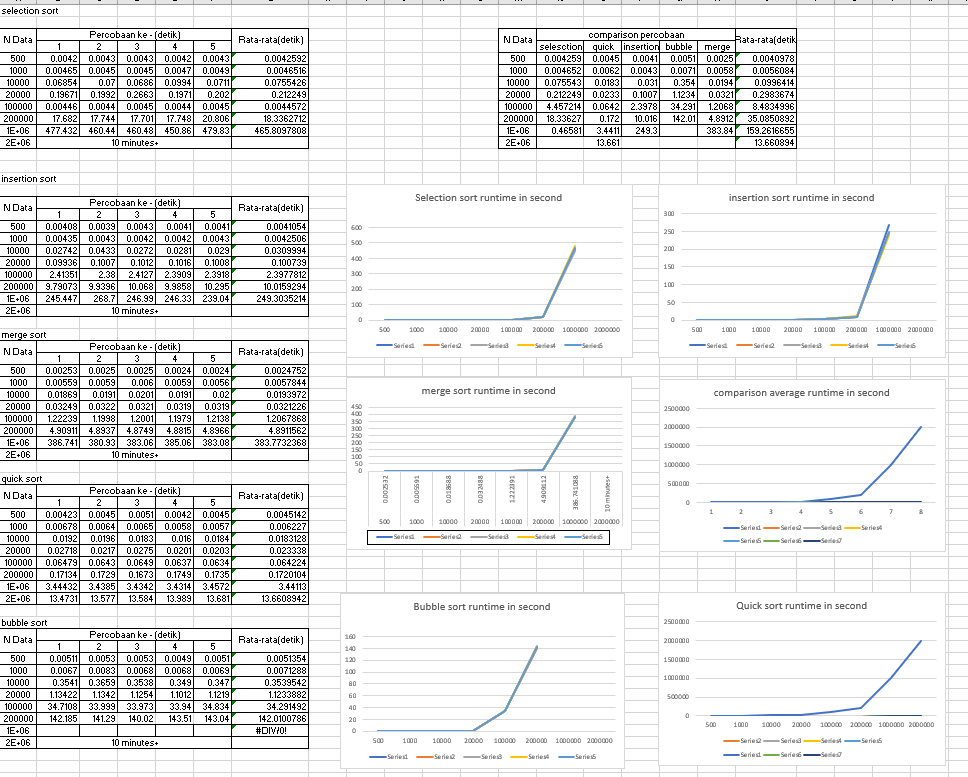 selection sort
N Data Percobaan ke - (detik) Rata-rata(detik)
1 2 3 4 5
500 0.0042 0.0043 0.0043 0.0042 0.0043 0.0042592
1000 0.00465 0.0045 0.0045 0.0047 0.0049 0.0046516
10000 0.06854 0.07 0.0686 0.0994 0.0711 0.0755426
20000 0.19671 0.1992 0.2663 0.1971 0.202 0.212249
100000 0.00446 0.0044 0.0045 0.0044 0.0045 0.0044572
200000 17.682 17.744 17.701 17.748 20.806 18.3362712
1E+06 477.432 460.44 460.48 450.86 479.83 465.8097808
2E+06 10 minutes+
N Data comparison percobaan Rata-rata(detik
selesction quick insertion bubble merge
500 0.004259 0.0045 0.0041 0.0051 0.0025 0.0040978
1000 0.004652 0.0062 0.0043 0.0071 0.0058 0.0056084
10000 0.075543 0.0183 0.031 0.354 0.0194 0.0996414
20000 0.212249 0.0233 0.1007 1.1234 0.0321 0.2983674
100000 4.457214 0.0642 2.3978 34.291 1.2068 8.4834996
200000 18.33627 0.172 10.016 142.01 4.8912 35.0850892
1E+06 0.46581 3.4411 249.3 383.84 159.2616655
2E+06 13.661 13.660894
insertion sort
N Data Percobaan ke - (detik) Rata-rata(detik)
1 2 3 4 5
500 0.00408 0.0039 0.0043 0.0041 0.0041 0.0041054
1000 0.00435 0.0043 0.0042 0.0042 0.0043 0.0042506
10000 0.02742 0.0433 0.0272 0.0281 0.029 0.0309994
20000 0.09936 0.1007 0.1012 0.1016 0.1008 0.100739
100000 2.41351 2.38 2.4127 2.3909 2.3918 2.3977812
200000 9.79073 9.9396 10.068 9.9858 10.295 10.0159294
1E+06 245.447 268.7 246.99 246.33 239.04 249.3035214
2E+06 10 minutes+
merge sort
N Data Percobaan ke - (detik) Rata-rata(detik)
1 2 3 4 5
500 0.00253 0.0025 0.0025 0.0024 0.0024 0.0024752
1000 0.00559 0.0059 0.006 0.0059 0.0056 0.0057844
10000 0.01869 0.0191 0.0201 0.0191 0.02 0.0193972
20000 0.03249 0.0322 0.0321 0.0319 0.0319 0.0321226
100000 1.22239 1.1998 1.2001 1.1979 1.2138 1.2067868
200000 4.90911 4.8937 4.8749 4.8815 4.8966 4.8911562
1E+06 386.741 380.93 383.06 385.06 383.08 383.7732368
2E+06 10 minutes+
quick sort
N Data Percobaan ke - (detik) Rata-rata(detik)
1 2 3 4 5
500 0.00423 0.0045 0.0051 0.0042 0.0045 0.0045142
1000 0.00678 0.0064 0.0065 0.0058 0.0057 0.006227
10000 0.0192 0.0196 0.0183 0.016 0.0184 0.0183128
20000 0.02718 0.0217 0.0275 0.0201 0.0203 0.023338
100000 0.06479 0.0643 0.0649 0.0637 0.0634 0.064224
200000 0.17134 0.1729 0.1673 0.1749 0.1735 0.1720104
1E+06 3.44432 3.4385 3.4342 3.4314 3.4572 3.44113
2E+06 13.4731 13.577 13.584 13.989 13.681 13.6608942
bubble sort
N Data Percobaan ke - (detik) Rata-rata(detik)
1 2 3 4 5
500 0.00511 0.0053 0.0053 0.0049 0.0051 0.0051354
1000 0.0067 0.0083 0.0068 0.0068 0.0069 0.0071288
10000 0.3541 0.3659 0.3538 0.349 0.347 0.3539542
20000 1.13422 1.1342 1.1254 1.1012 1.1219 1.1233882
100000 34.7108 33.999 33.973 33.94 34.834 34.291492
200000 142.185 141.29 140.02 143.51 143.04 142.0100786
1E+06 #DIV/0!
2E+06 10 minutes+
Selection sort runtime in second
600
500
400
300
200
100
0
500 1000 10000 20000 100000 200000 1000000 2000000
Series1 Series2 Series3 Series4 Series5
insertion sort runtime in second
300
250
200
150
100
50
0
500 1000 10000 20000 100000 200000 1000000 2000000
Series1 Series2 Series3 Series4 Series5
merge sort runtime in second
450
400
350
300
250
200
150
100
50
0
0.002532 0.005591 0.018688 0.032488 1.222391 4.909112 386.741088 10 minutes+
500 1000 10000 20000 100000 200000 1000000 2000000
Series1 Series2 Series3 Series4 Series5
comparison average runtime in second
2500000
2000000
1500000
1000000
500000
0
1 2 3 4 5 6 7 8
Series1 Series2 Series3 Series4
Series5 Series6 Series7
Bubble sort runtime in second
160
140
120
100
80
60
40
20
0
500 1000 10000 20000 100000 200000 1000000 2000000
Series1 Series2 Series3 Series4 Series5
Quick sort runtime in second
2500000
2000000
1500000
1000000
500000
0
500 1000 10000 20000 100000 200000 1000000 2000000
Series2 Series3 Series4 Series5
Series1 Series6 Series7